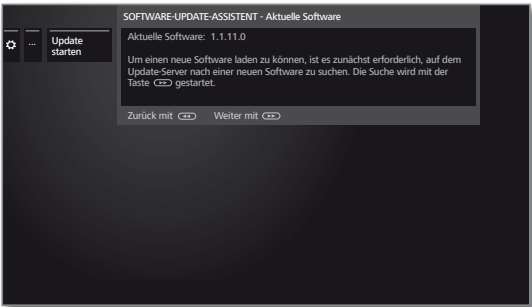 SOFTWARE-UPDATE-ASSISTENT - Aktuelle Software
... Update
starten
Aktuelle Software: 1.1.11.0
Um einen neue Software laden zu können, ist es zunächst erforderlich, auf dem
Update-Server nach einer neuen Software zu suchen. Die Suche wird mit der
Taste gestartet.
Zurück mit Weiter mit